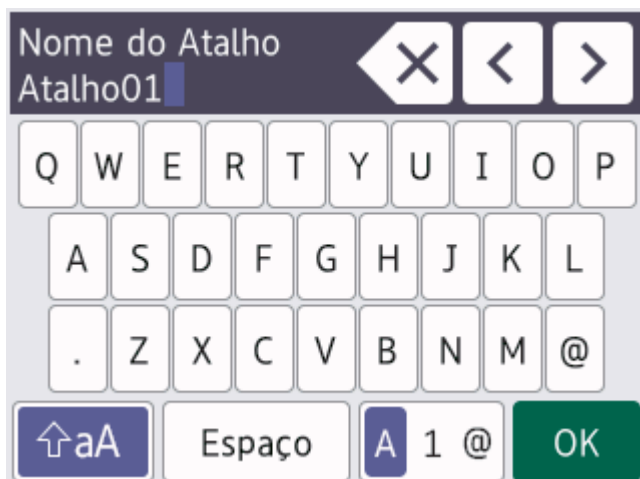 Nome do Atalho
Atalho01
Q W E R T Y U I O P
A S D F G H J K L
. Z X C V B N M @
aA Espaço A 1 @ OK